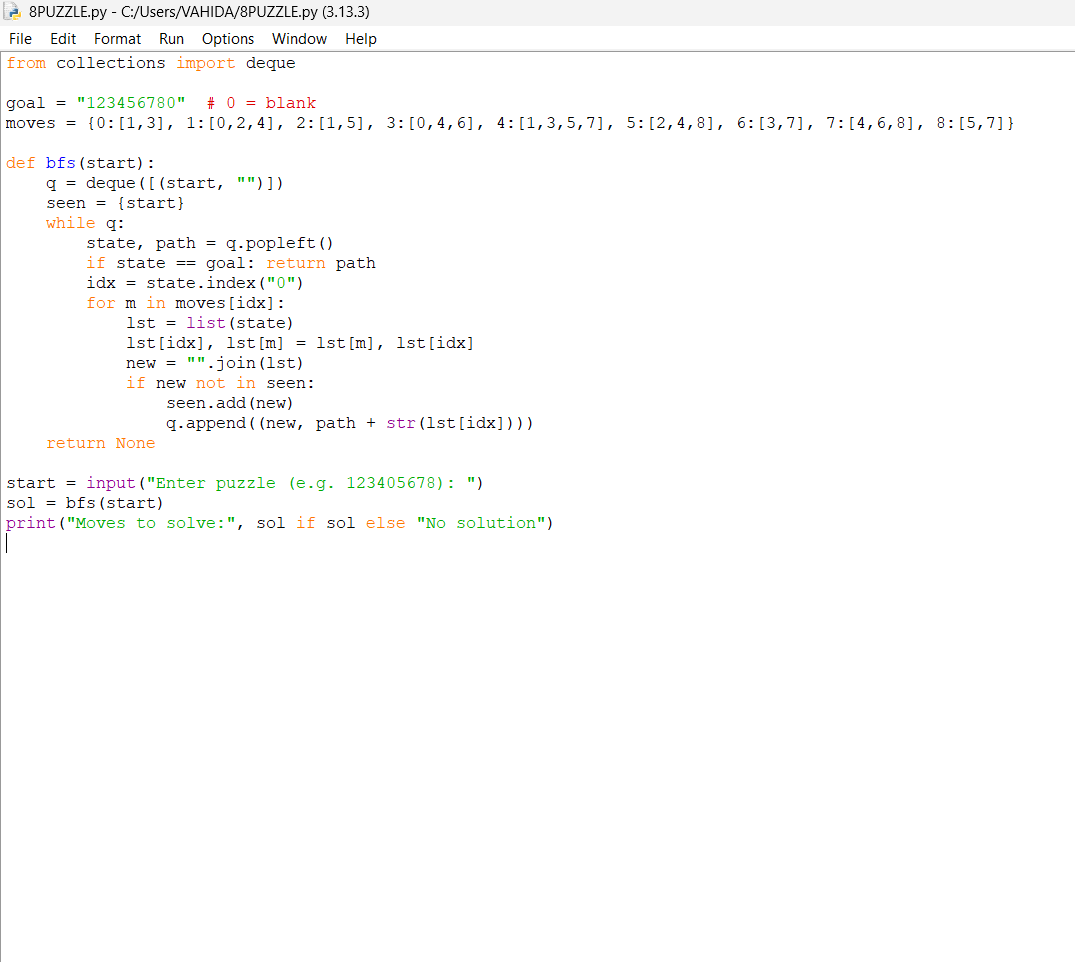 8PUZZLE.py - C:/Users/VAHIDA/8PUZZLE.py (3.13.3)
File Edit Format Run Options Window Help
from collections import deque

goal = "123456780"  # 0 = blank
moves = {0:[1,3], 1:[0,2,4], 2:[1,5], 3:[0,4,6], 4:[1,3,5,7], 5:[2,4,8], 6:[3,7], 7:[4,6,8], 8:[5,7]}

def bfs(start):
    q = deque([(start, "")])
    seen = {start}
    while q:
        state, path = q.popleft()
        if state == goal: return path
        idx = state.index("0")
        for m in moves[idx]:
            lst = list(state)
            lst[idx], lst[m] = lst[m], lst[idx]
            new = "".join(lst)
            if new not in seen:
                seen.add(new)
                q.append((new, path + str(lst[idx])))
    return None

start = input("Enter puzzle (e.g. 123405678): ")
sol = bfs(start)
print("Moves to solve:", sol if sol else "No solution")